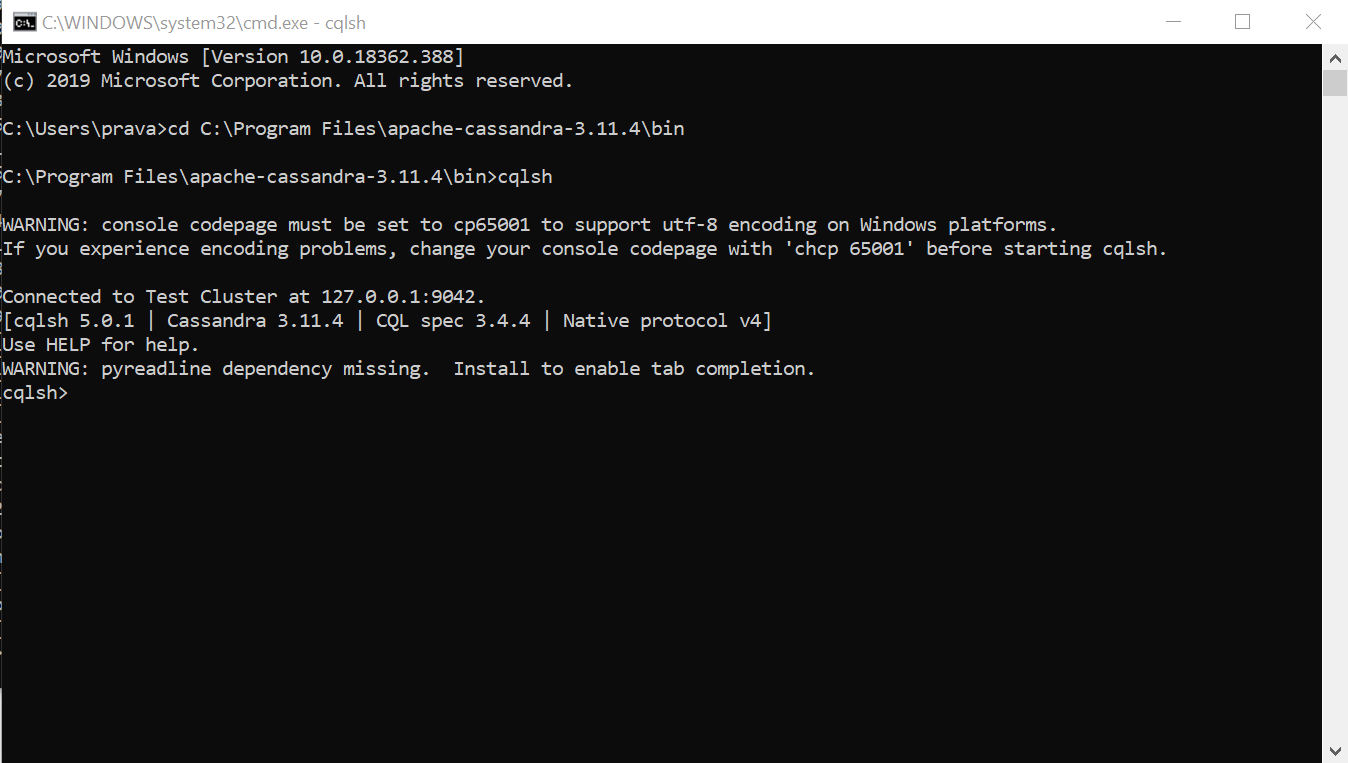 C:\WINDOWS\system32\cmd.exe - cqlsh
Microsoft Windows [Version 10.0.18362.388]
(c) 2019 Microsoft Corporation. All rights reserved.
C:\Users\prava>cd C:\Program Files\apache-cassandra-3.11.4\bin
C:\Program Files\apache-cassandra-3.11.4\bin>cqlsh
WARNING: console codepage must be set to cp65001 to support utf-8 encoding on Windows platforms.
If you experience encoding problems, change your console codepage with 'chcp 65001' before starting cqlsh.
Connected to Test Cluster at 127.0.0.1:9042.
[cqlsh 5.0.1 | Cassandra 3.11.4 | CQL spec 3.4.4 | Native protocol v4]
Use HELP for help.
WARNING: pyreadline dependency missing.  Install to enable tab completion.
cqlsh>